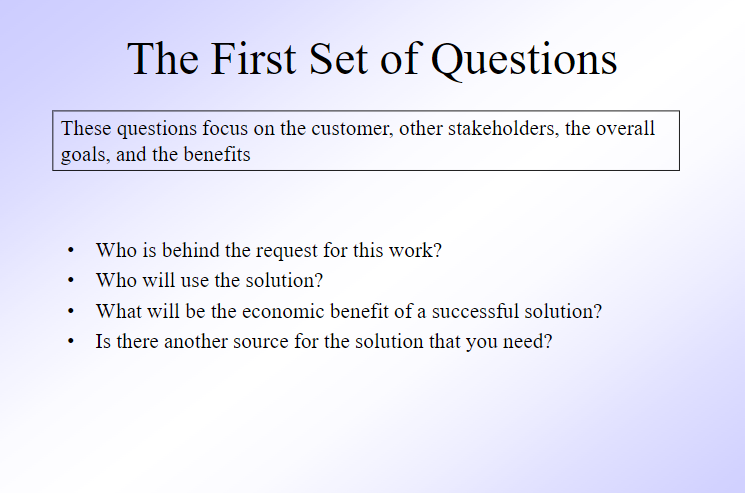 The First Set of Questions
These questions focus on the customer, other stakeholders, the overall
goals, and the benefits
• Who is behind the request for this work?
• Who will use the solution?
• What will be the economic benefit of a successful solution?
• Is there another source for the solution that you need?